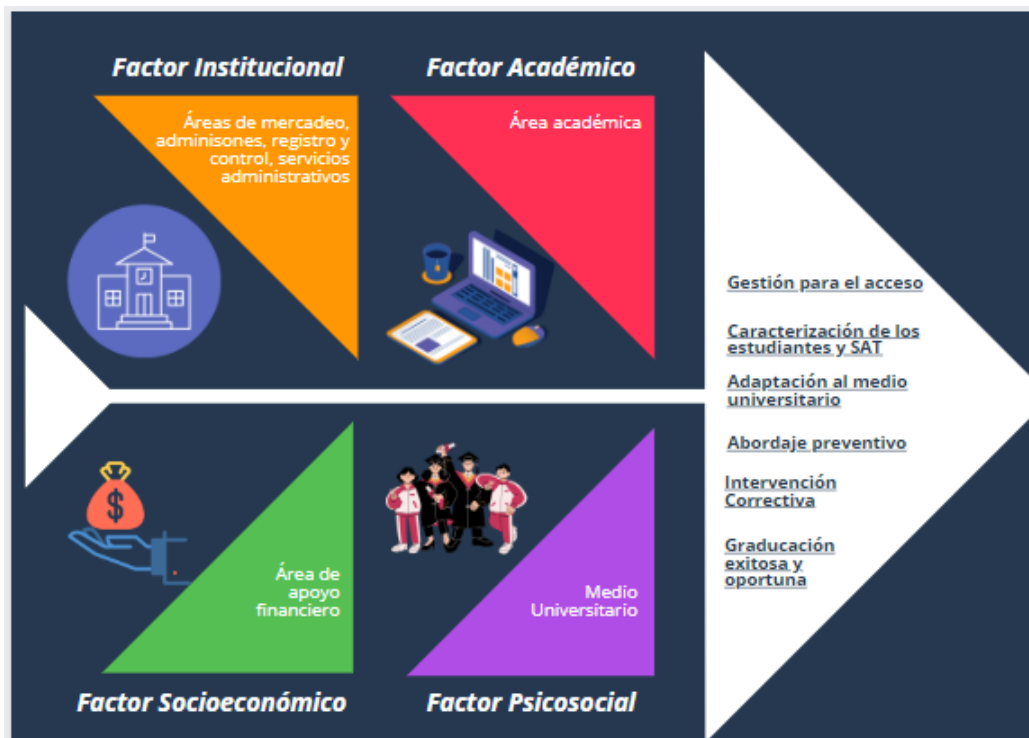 Factor Institucional
Áreas de mercadeo,
adminisones, registro y
control, servicios
administrativos
Factor Académico
Área académica
Área de
apoyo
financiero
Factor Socioeconómico
Medio
Universitario
Factor Psicosocial
Gestión para el acceso
Caracterización de los
estudiantes y SAT
Adaptación al medio
universitario
Abordaje preventivo
Intervención
Correctiva
Graducación
exitosa y
oportuna
$